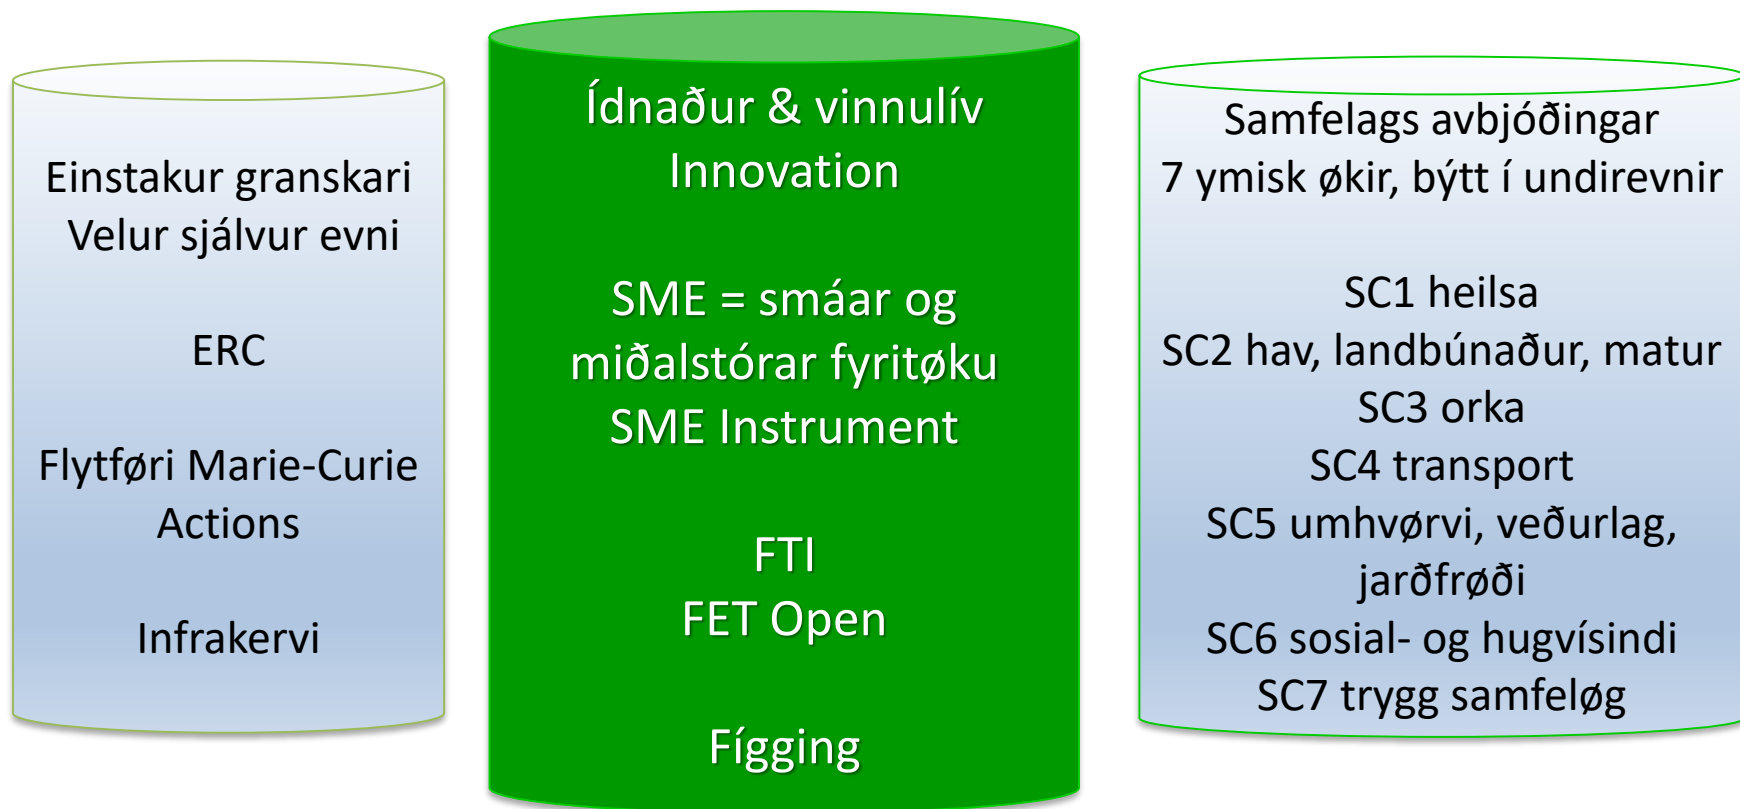 Einstakur granskari
Velur sjálvur evni
ERC
Flytføri Marie-Curie
Actions
Infrakervi
Ídnaður & vinnulív
Innovation
SME = smáar og
miðalstórar fyritøku
SME Instrument
FTI
FET Open
Fígging
Samfelags avbjóðingar
7 ymisk økir, býtt í undirevnir
SC1 heilsa
SC2 hav, landbúnaður, matur
SC3 orka
SC4 transport
SC5 umhvørvi, veðurlag,
jarðfrøði
SC6 sosial- og hugvísindi
SC7 trygg samfeløg